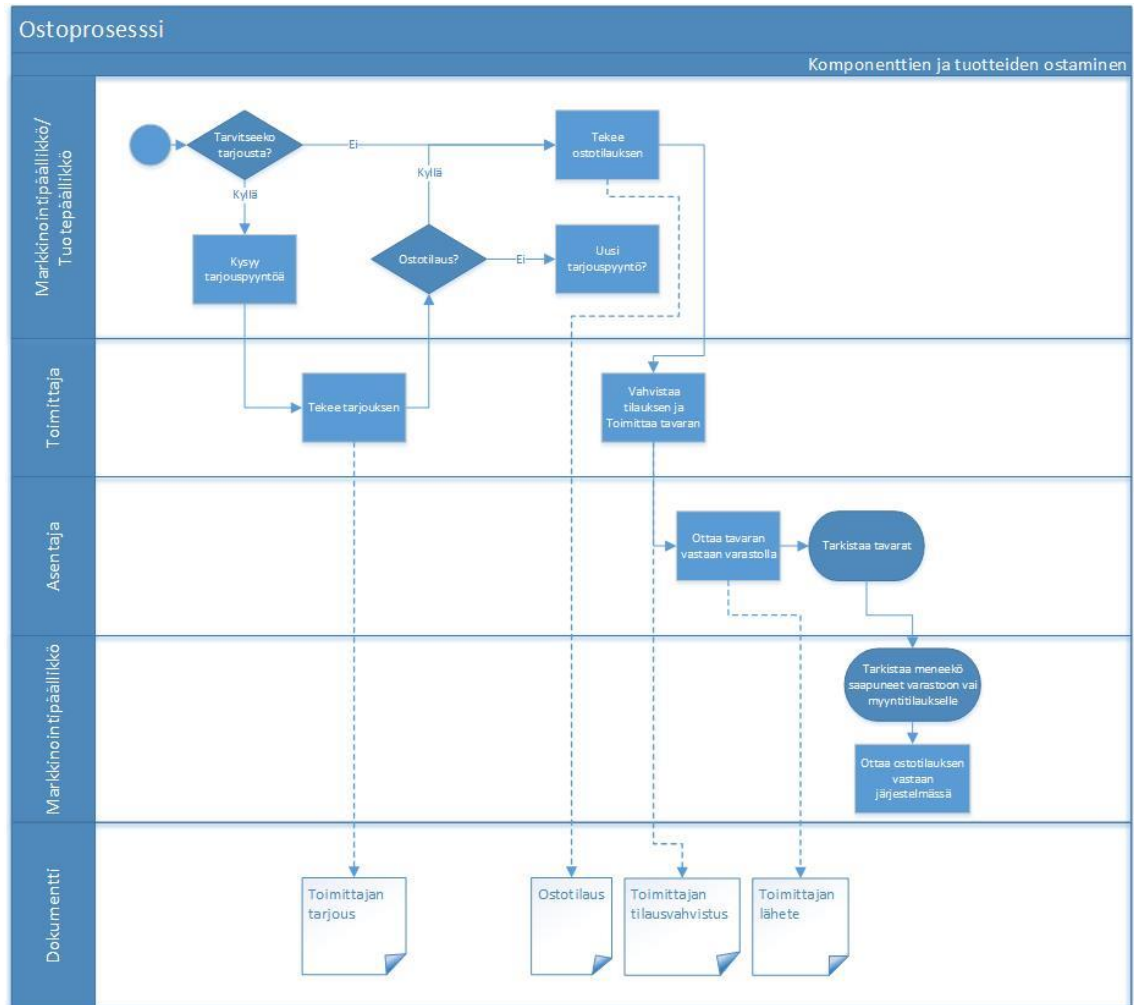 Ostoprosesssi
Komponenttien ja tuotteiden ostaminen
Markkinointipäällikkö/
Tuotepäällikkö
Tarvitseeko
tarjousta?
Ei
Tekee
ostotilauksen
Kyllä
Kyllä
Kysyy
tarjouspyyntöä
Ostotilaus?
Ei
Uusi
tarjouspyyntö?
Toimittaja
Tekee tarjouksen
Vahvistaa
tilauksen ja
Toimittaa tavaran
Asentaja
Ottaa tavaran
vastaan varastolla
Tarkistaa tavarat
Markkinointipäällikkö
Tarkistaa meneekö
saapuneet varastoon vai
myyntitilaukselle
Ottaa ostotilauksen
vastaan
järjestelmässä
Dokumentti
Toimittajan
tarjous
Ostotilaus
Toimittajan
tilausvahvistus
Toimittajan
lähete